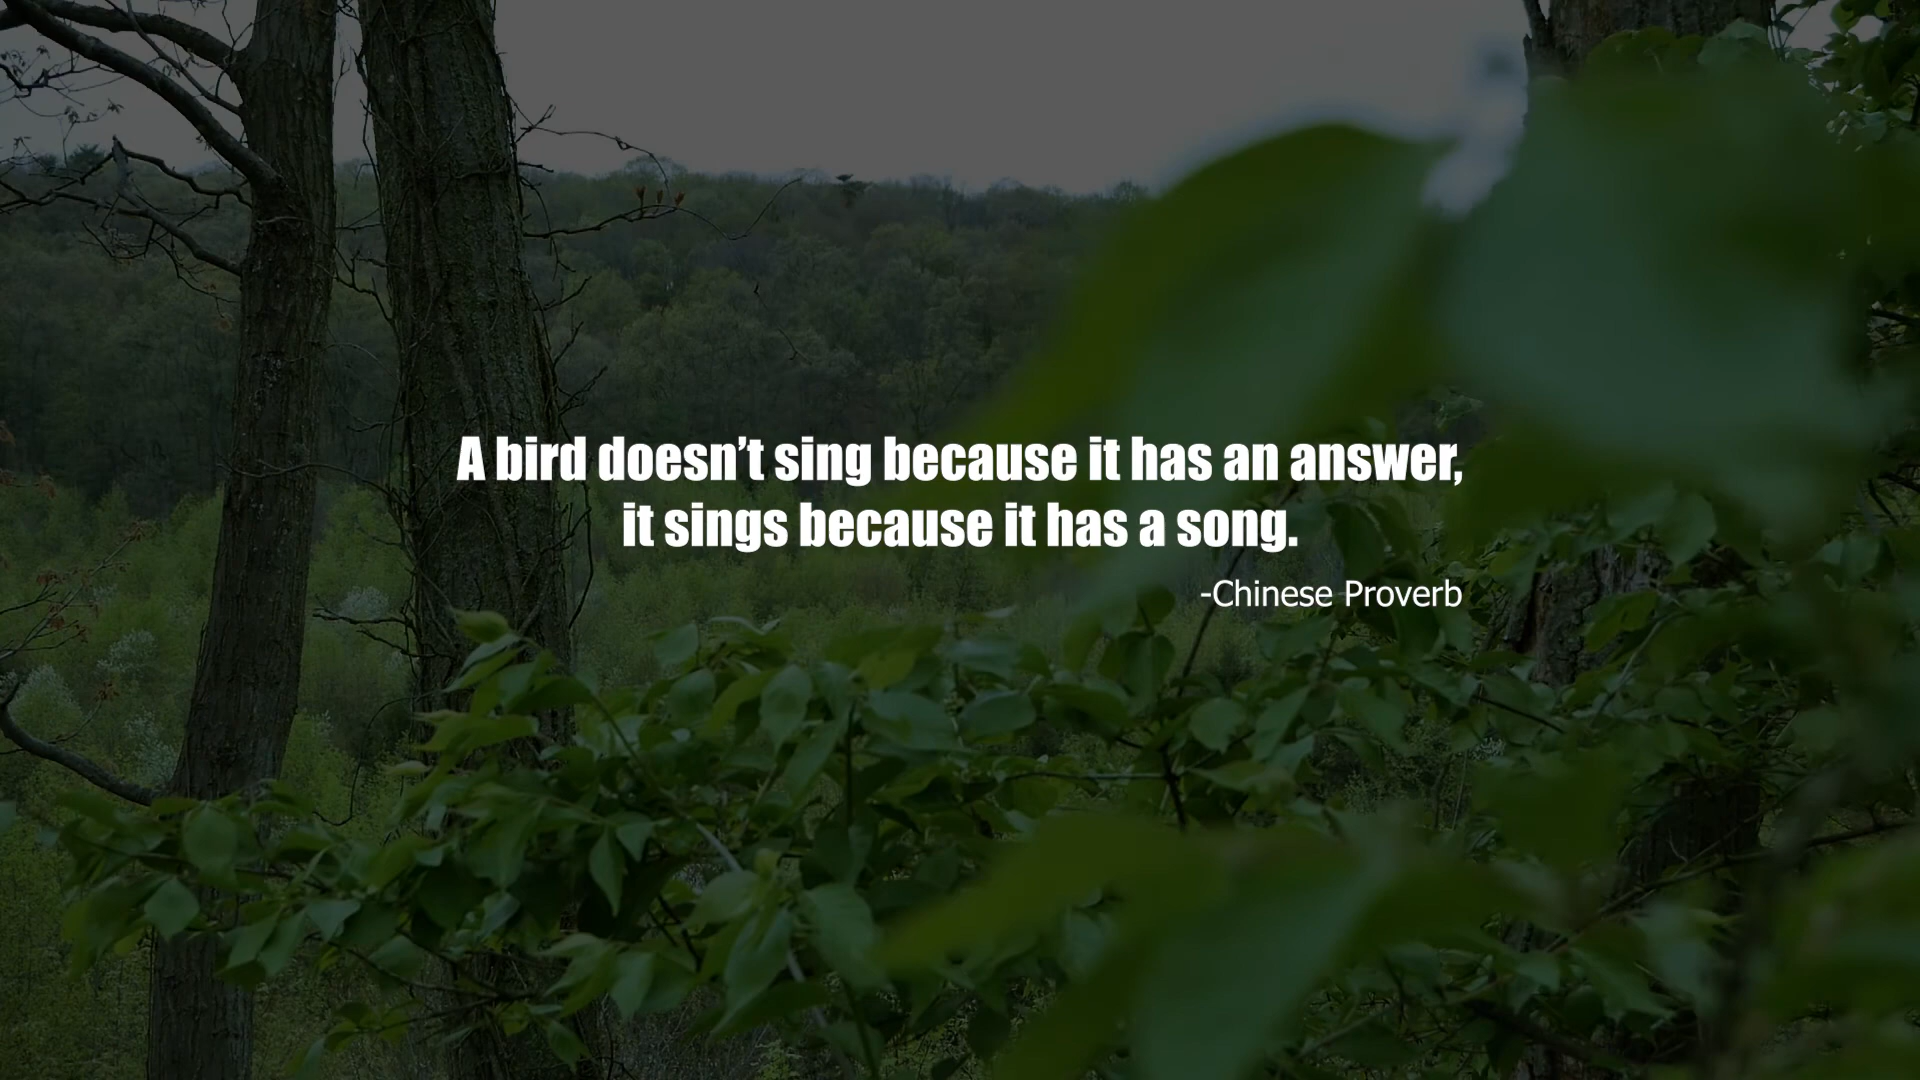 A bird doesn’t sing because it has an answer,
it sings because it has a song.
-Chinese Proverb